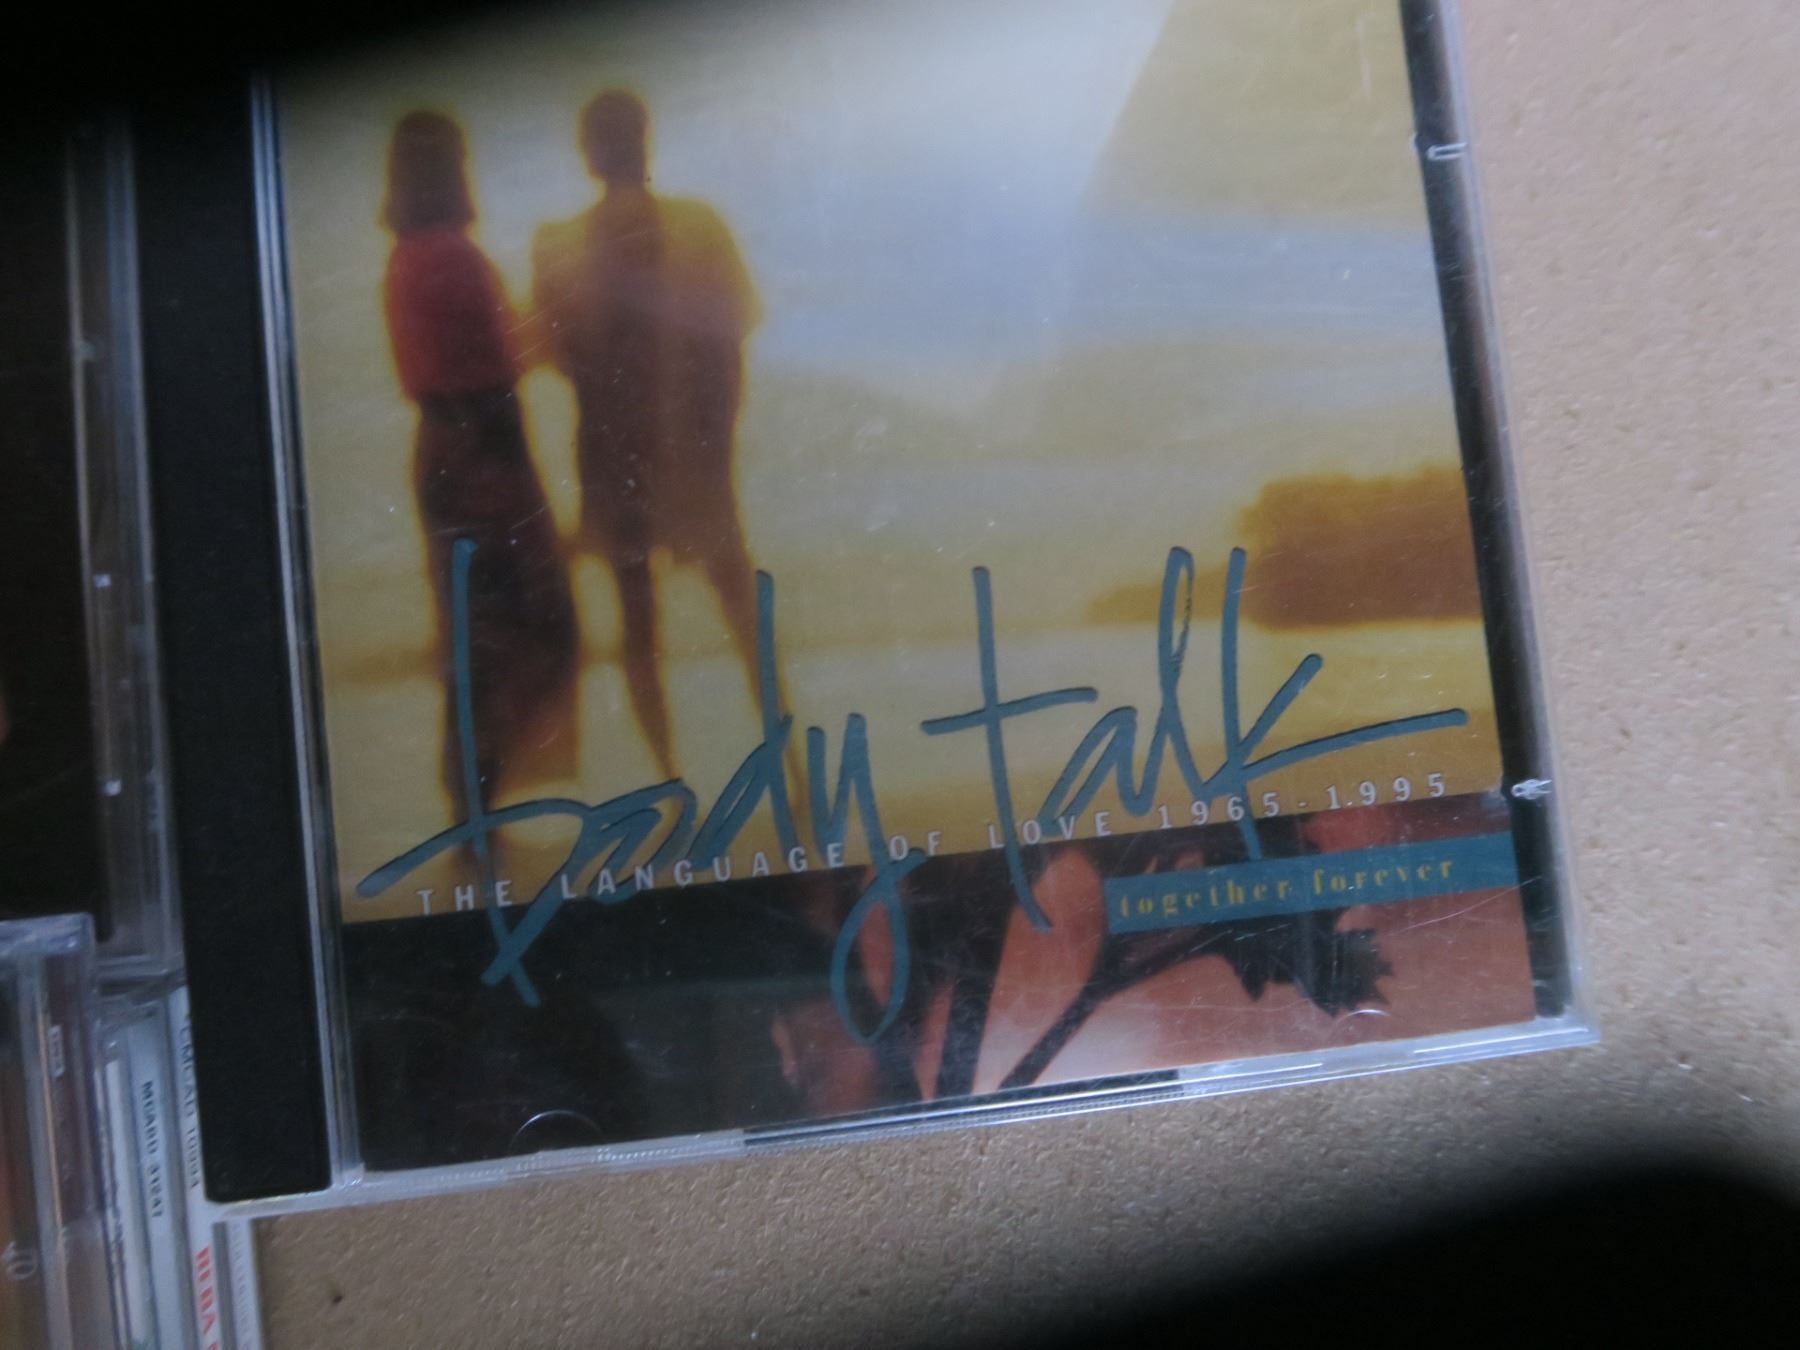 body talk
THE LANGUAGE OF LOVE 1965-1995
together forever